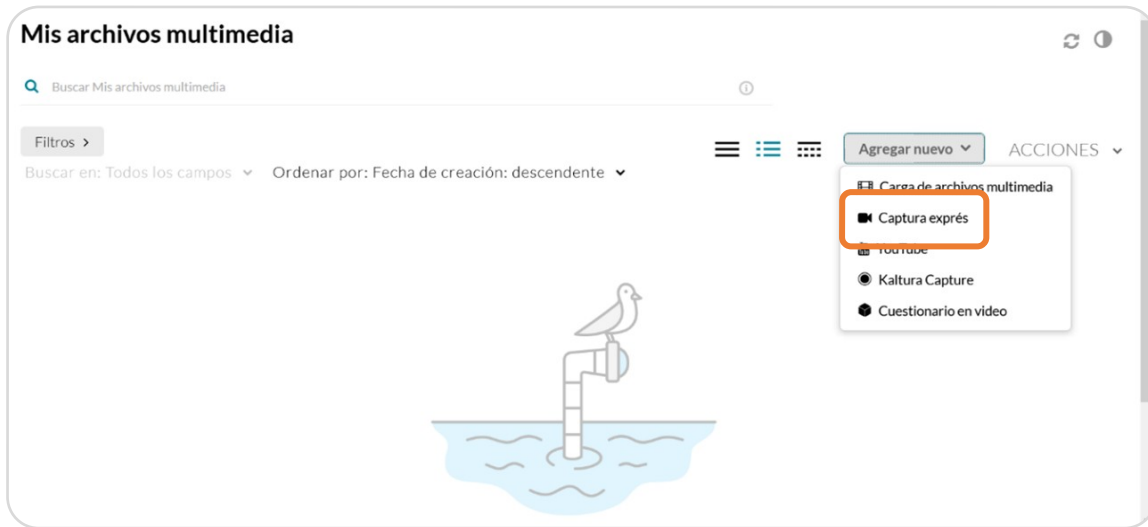 Mis archivos multimedia
Buscar Mis archivos multimedia
Filtros >
Agregar nuevo
ACCIONES
Buscar en: Todos los campos
Ordenar por: Fecha de creación: descendente
Carga de archivos multimedia
Captura exprés
YouTube
Kaltura Capture
Cuestionario en video